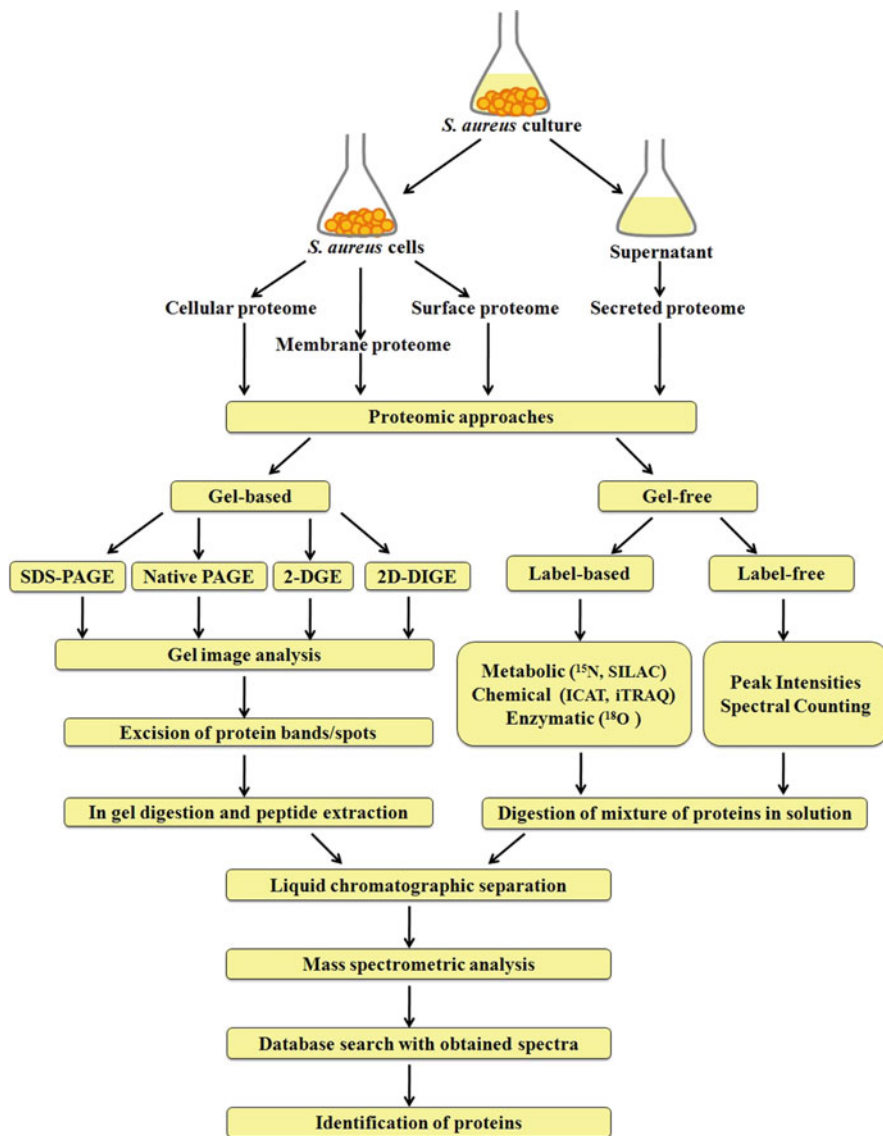 S. aureus culture
S. aureus cells
Supernatant
Cellular proteome
Surface proteome
Secreted proteome
Membrane proteome
Proteomic approaches
Gel-based
Gel-free
SDS-PAGE
Native PAGE
2-DGE
2D-DIGE
Label-based
Label-free
Gel image analysis
Metabolic (¹⁵N, SILAC)
Chemical (ICAT, iTRAQ)
Enzymatic (¹⁸O )
Peak Intensities
Spectral Counting
Excision of protein bands/spots
In gel digestion and peptide extraction
Digestion of mixture of proteins in solution
Liquid chromatographic separation
Mass spectrometric analysis
Database search with obtained spectra
Identification of proteins